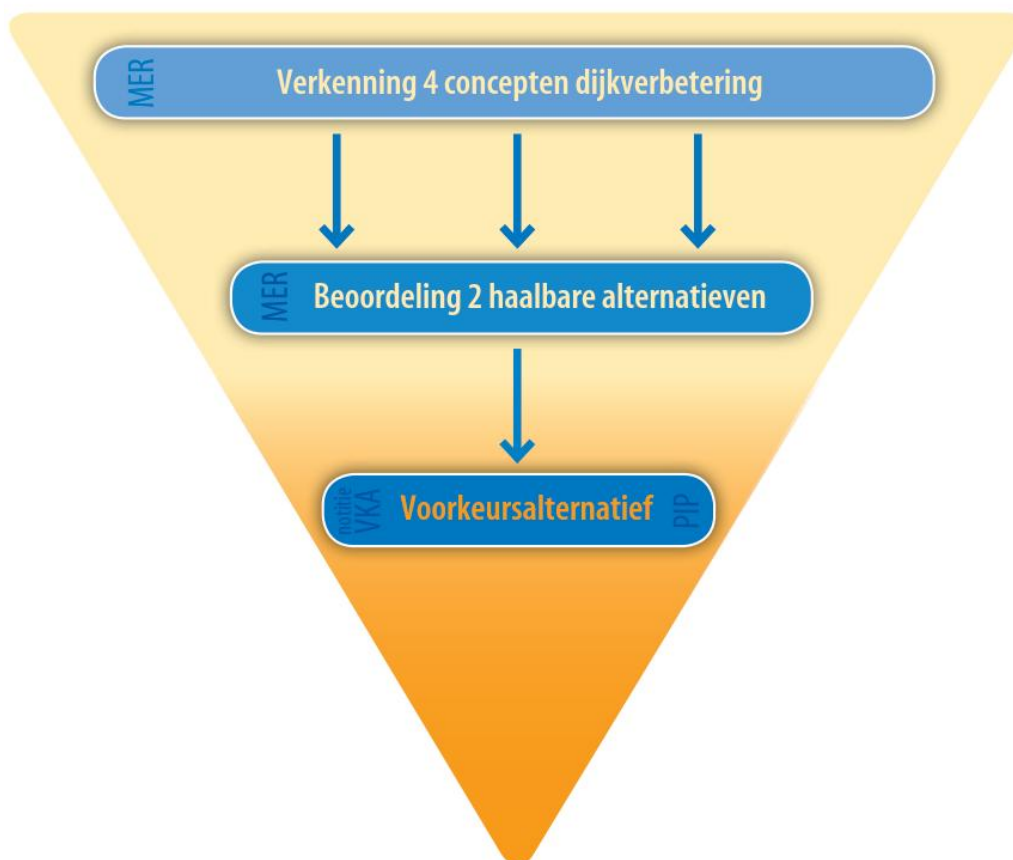 MER
Verkenning 4 concepten dijkverbetering
MER
Beoordeling 2 haalbare alternatieven
notitie
VKA
Voorkeursalternatief
PIP